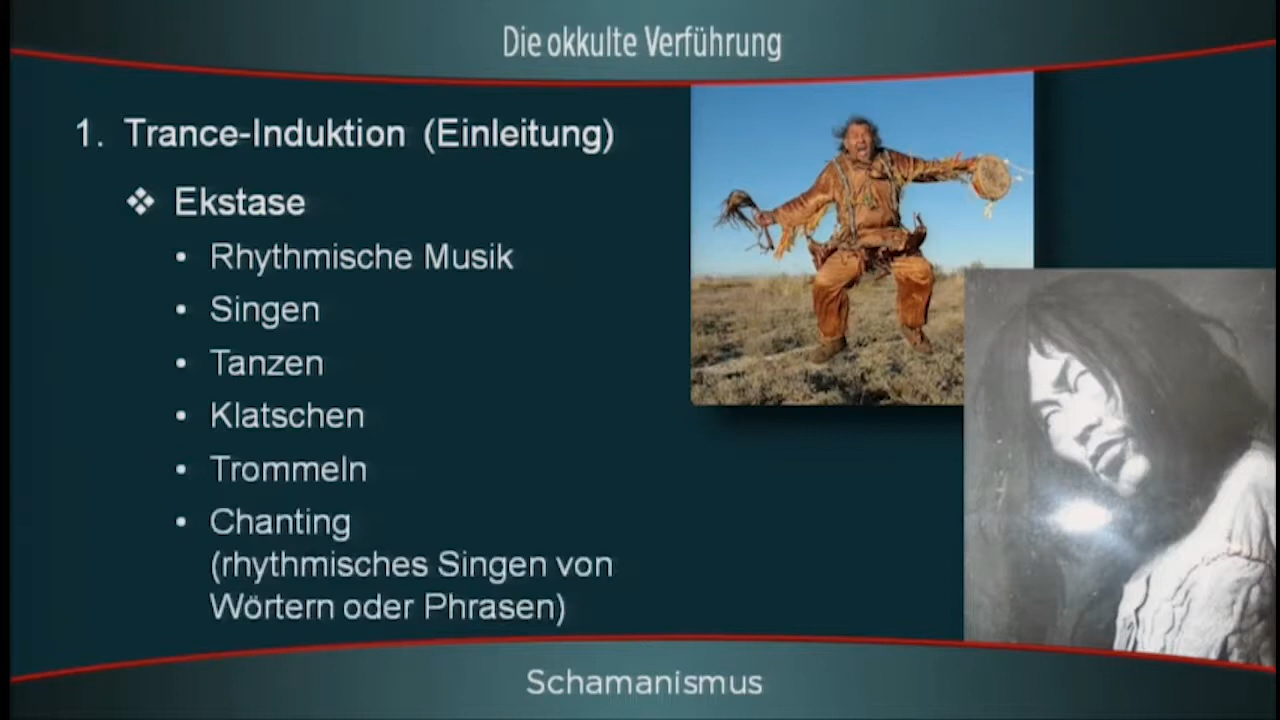 Die okkulte Verführung
1. Trance-Induktion (Einleitung)
❖ Ekstase
• Rhythmische Musik
• Singen
• Tanzen
• Klatschen
• Trommeln
• Chanting
(rhythmisches Singen von
Wörtern oder Phrasen)
Schamanismus